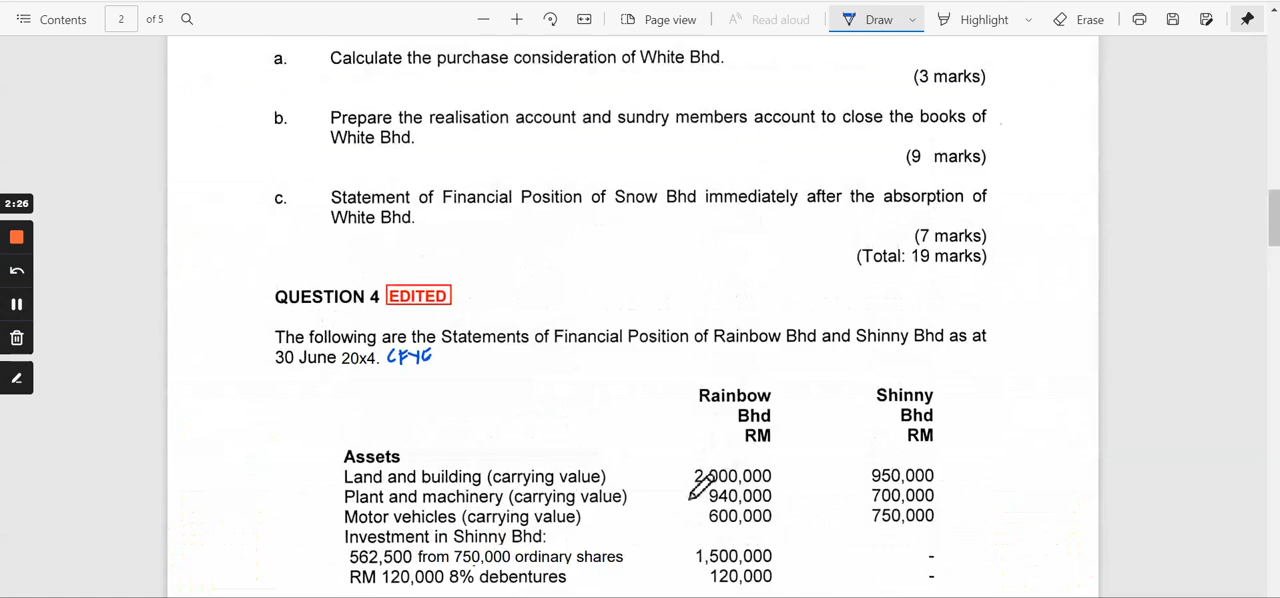 Contents 2 of 5 Page view Read aloud Draw Highlight Erase
a. Calculate the purchase consideration of White Bhd.
(3 marks)
b. Prepare the realisation account and sundry members account to close the books of
White Bhd.
(9 marks)
c. Statement of Financial Position of Snow Bhd immediately after the absorption of
White Bhd.
(7 marks)
(Total: 19 marks)
2:26
QUESTION 4 EDITED
The following are the Statements of Financial Position of Rainbow Bhd and Shinny Bhd as at
30 June 20x4. CFYE
Rainbow Shinny
Bhd Bhd
RM RM
Assets
Land and building (carrying value) 2,000,000 950,000
Plant and machinery (carrying value) 940,000 700,000
Motor vehicles (carrying value) 600,000 750,000
Investment in Shinny Bhd:
562,500 from 750,000 ordinary shares 1,500,000 -
RM 120,000 8% debentures 120,000 -